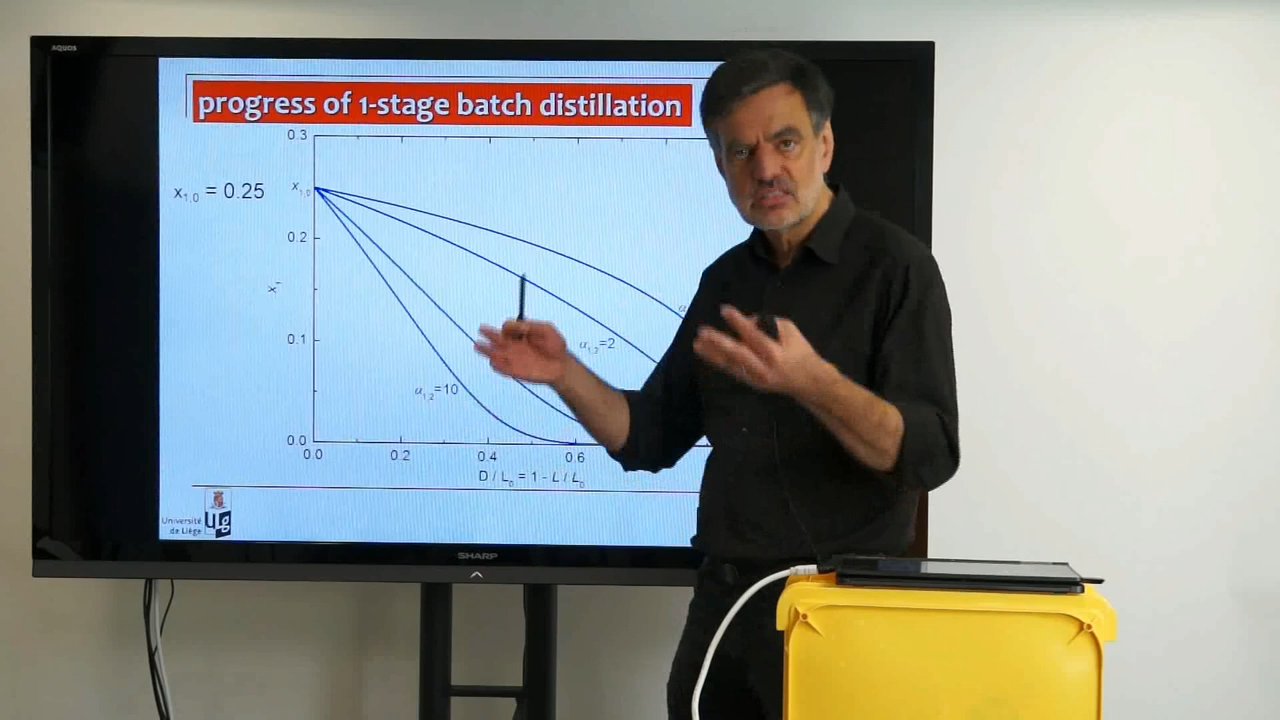 AQUOS
progress of 1-stage batch distillation
x1,0 = 0.25
0.3
x1,0
0.2
x1
0.1
α1,2=2
α
α1,2=10
0.0
0.0 0.2 0.4 0.6
D / L0 = 1 - L / L0
Université
de Liège
SHARP